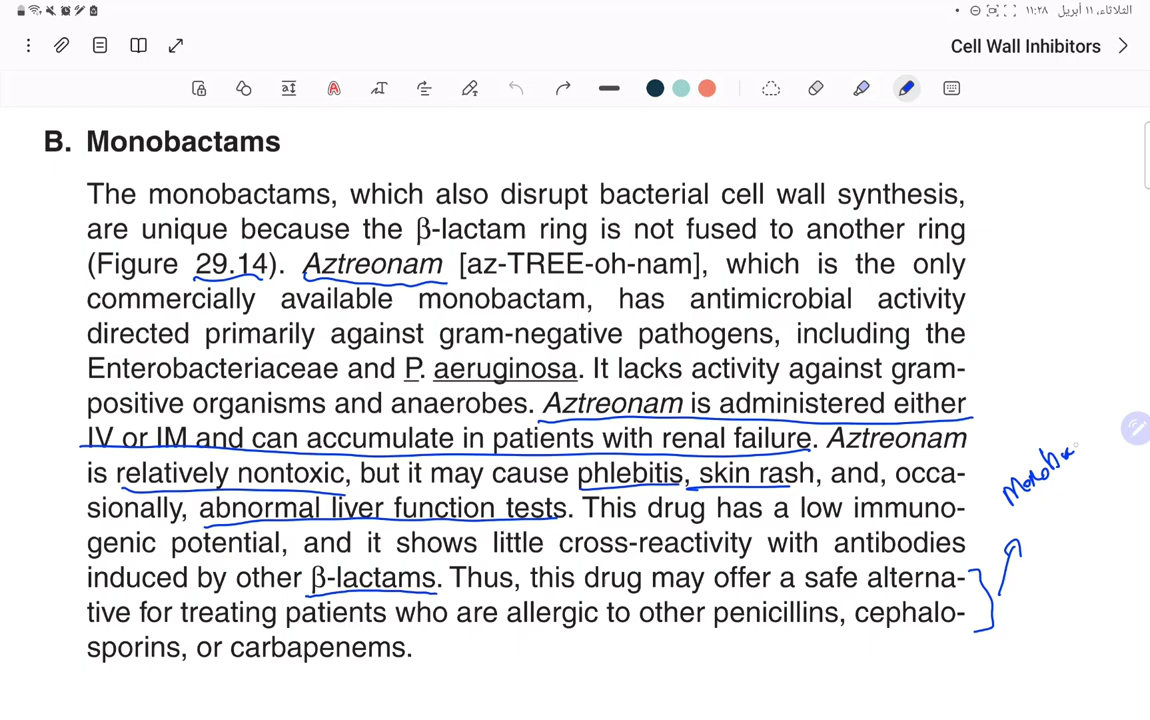 الثلاثاء، ١١ أبريل ١١:٢٨
Cell Wall Inhibitors
B. Monobactams
The monobactams, which also disrupt bacterial cell wall synthesis,
are unique because the β-lactam ring is not fused to another ring
(Figure 29.14). Aztreonam [az-TREE-oh-nam], which is the only
commercially available monobactam, has antimicrobial activity
directed primarily against gram-negative pathogens, including the
Enterobacteriaceae and P. aeruginosa. It lacks activity against gram-
positive organisms and anaerobes. Aztreonam is administered either
IV or IM and can accumulate in patients with renal failure. Aztreonam
is relatively nontoxic, but it may cause phlebitis, skin rash, and, occa-
sionally, abnormal liver function tests. This drug has a low immuno-
genic potential, and it shows little cross-reactivity with antibodies
induced by other β-lactams. Thus, this drug may offer a safe alterna-
tive for treating patients who are allergic to other penicillins, cephalo-
sporins, or carbapenems.